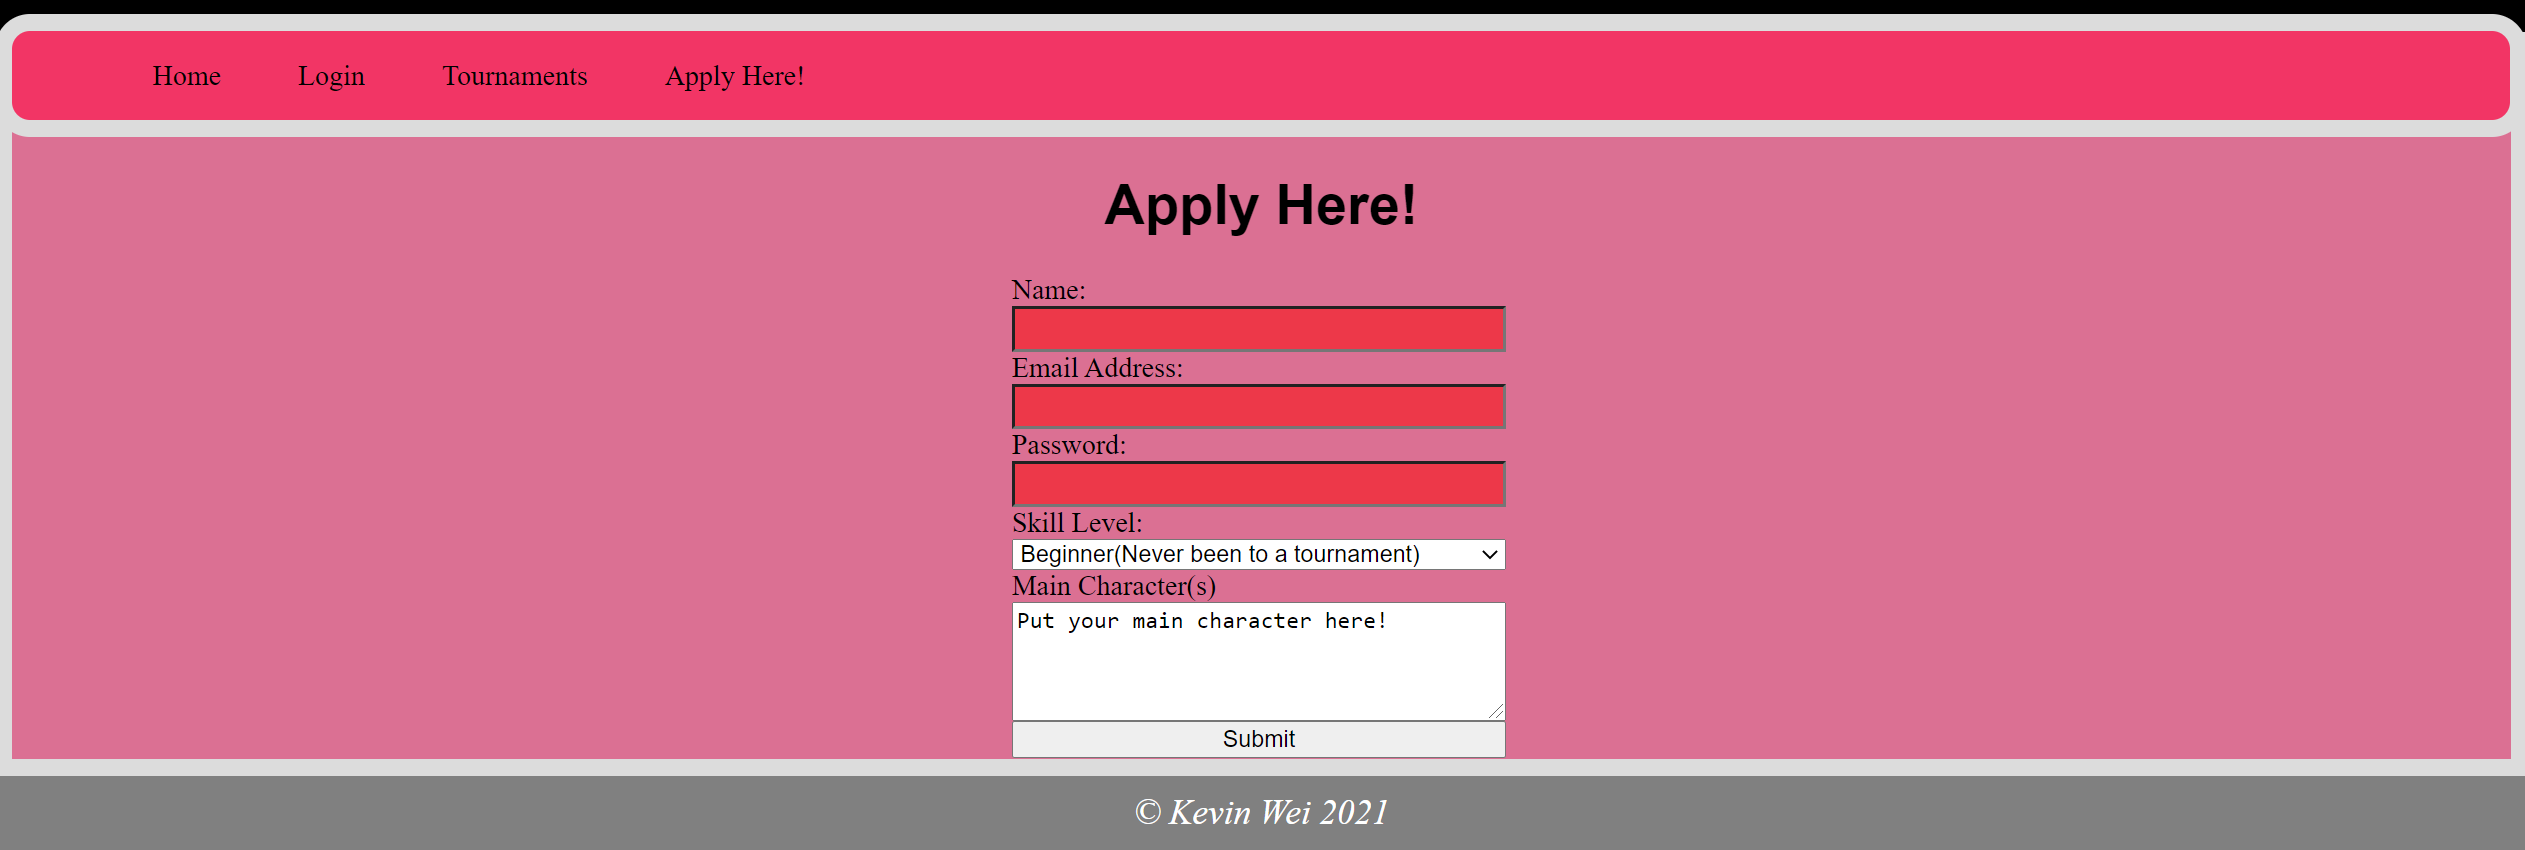 Home Login Tournaments Apply Here!
Apply Here!
Name:
Email Address:
Password:
Skill Level:
Beginner(Never been to a tournament)
Main Character(s)
Put your main character here!
Submit
© Kevin Wei 2021